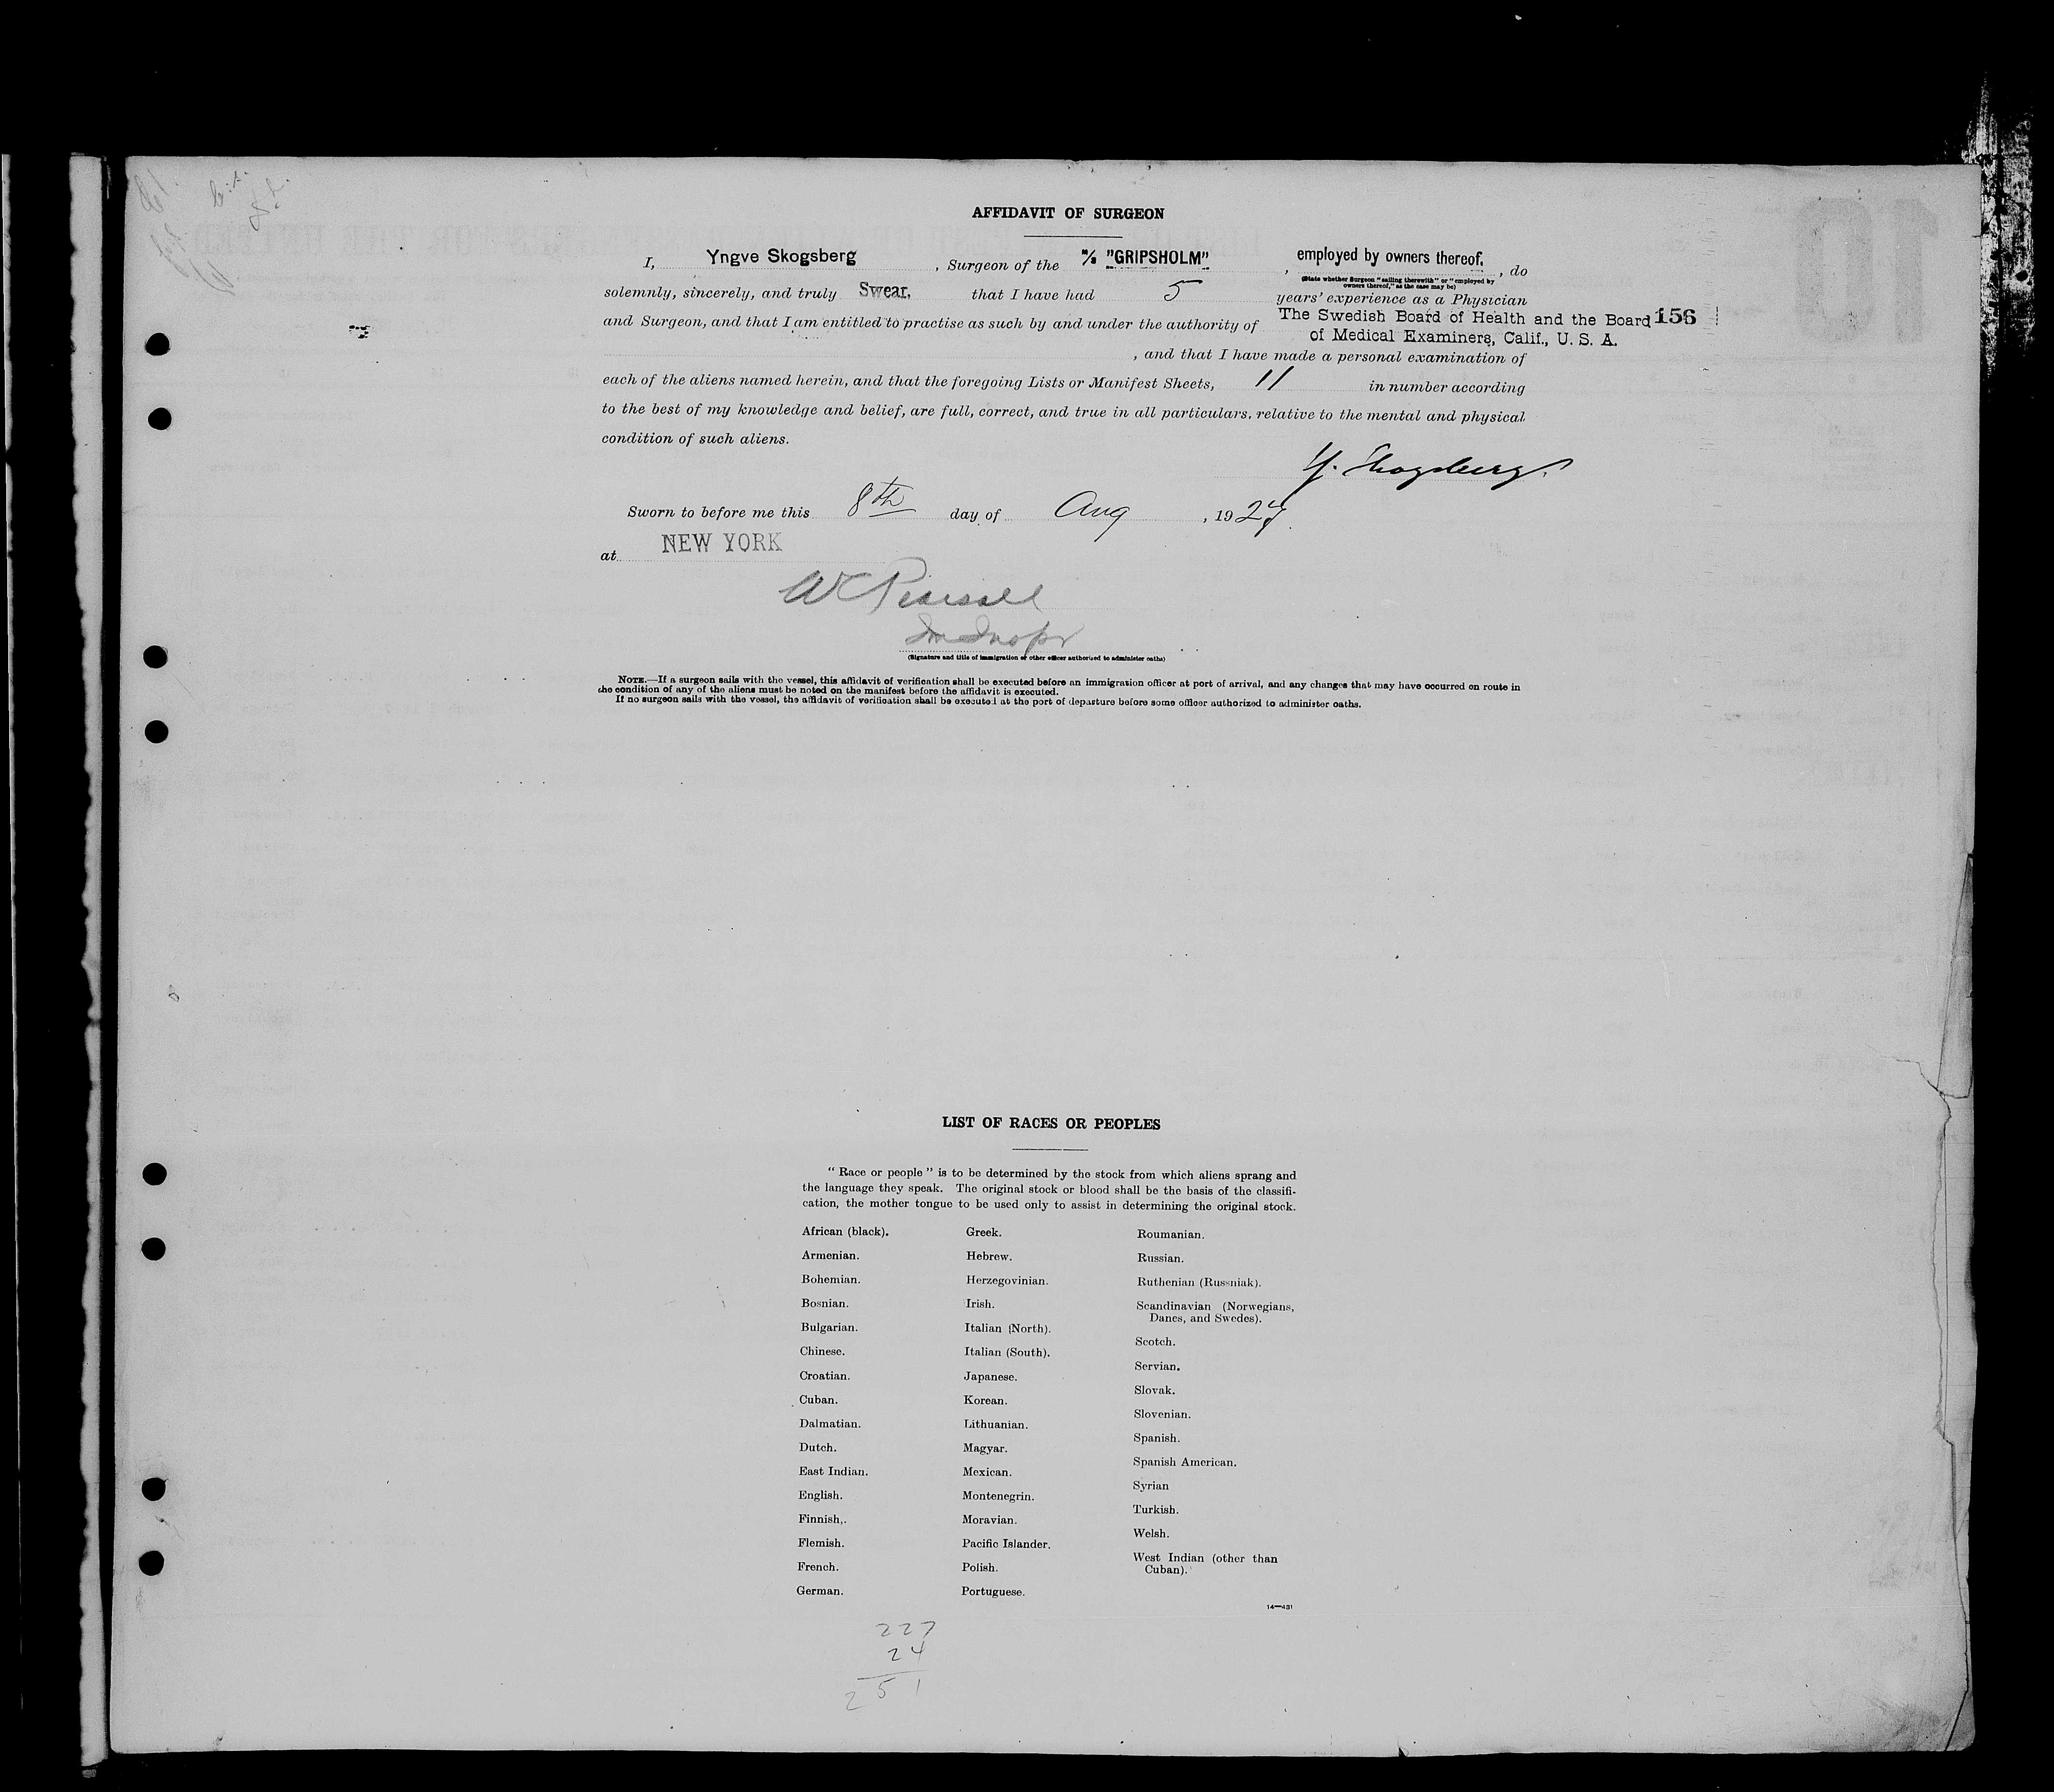 AFFIDAVIT OF SURGEON
I, Yngve Skogsberg, Surgeon of the M/S "GRIPSHOLM", employed by owners thereof, do
(State whether Surgeon "sailing therewith" or "employed by
owners thereof," as the case may be)
solemnly, sincerely, and truly Swear, that I have had 5 years' experience as a Physician
and Surgeon, and that I am entitled to practise as such by and under the authority of The Swedish Board of Health and the Board 156
of Medical Examiners, Calif., U. S. A.
, and that I have made a personal examination of
each of the aliens named herein, and that the foregoing Lists or Manifest Sheets, 11 in number according
to the best of my knowledge and belief, are full, correct, and true in all particulars, relative to the mental and physical
condition of such aliens.
Y. Skogsberg.
Sworn to before me this 8th day of Aug, 1927.
at NEW YORK
(Signature and title of immigration or other officer authorized to administer oaths)
NOTE.—If a surgeon sails with the vessel, this affidavit of verification shall be executed before an immigration officer at port of arrival, and any changes that may have occurred on route in
the condition of any of the aliens must be noted on the manifest before the affidavit is executed.
If no surgeon sails with the vessel, the affidavit of verification shall be executed at the port of departure before some officer authorized to administer oaths.
LIST OF RACES OR PEOPLES
"Race or people" is to be determined by the stock from which aliens sprang and
the language they speak. The original stock or blood shall be the basis of the classifi-
cation, the mother tongue to be used only to assist in determining the original stock.
African (black).
Armenian.
Bohemian.
Bosnian.
Bulgarian.
Chinese.
Croatian.
Cuban.
Dalmatian.
Dutch.
East Indian.
English.
Finnish.
Flemish.
French.
German.
Greek.
Hebrew.
Herzegovinian.
Irish.
Italian (North).
Italian (South).
Japanese.
Korean.
Lithuanian.
Magyar.
Mexican.
Montenegrin.
Moravian.
Pacific Islander.
Polish.
Portuguese.
Roumanian.
Russian.
Ruthenian (Russniak).
Scandinavian (Norwegians,
Danes, and Swedes).
Scotch.
Servian.
Slovak.
Slovenian.
Spanish.
Spanish American.
Syrian
Turkish.
Welsh.
West Indian (other than
Cuban).
14—431
227
24
251